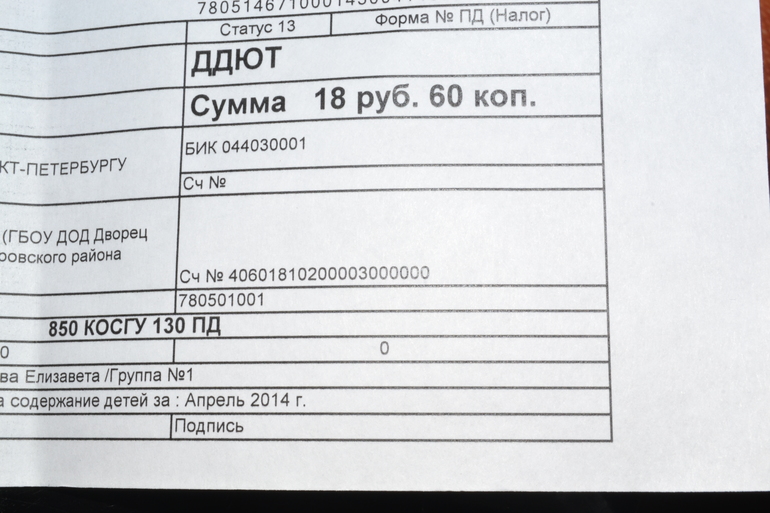 Статус 13 Форма № ПД (Налог)
ДДЮТ
Сумма 18 руб. 60 коп.
БИК 044030001
КТ-ПЕТЕРБУРГУ
Сч №
(ГБОУ ДОД Дворец
ровского района
Сч № 40601810200003000000
780501001
850 КОСГУ 130 ПД
0 0
ва Елизавета /Группа №1
а содержание детей за : Апрель 2014 г.
Подпись